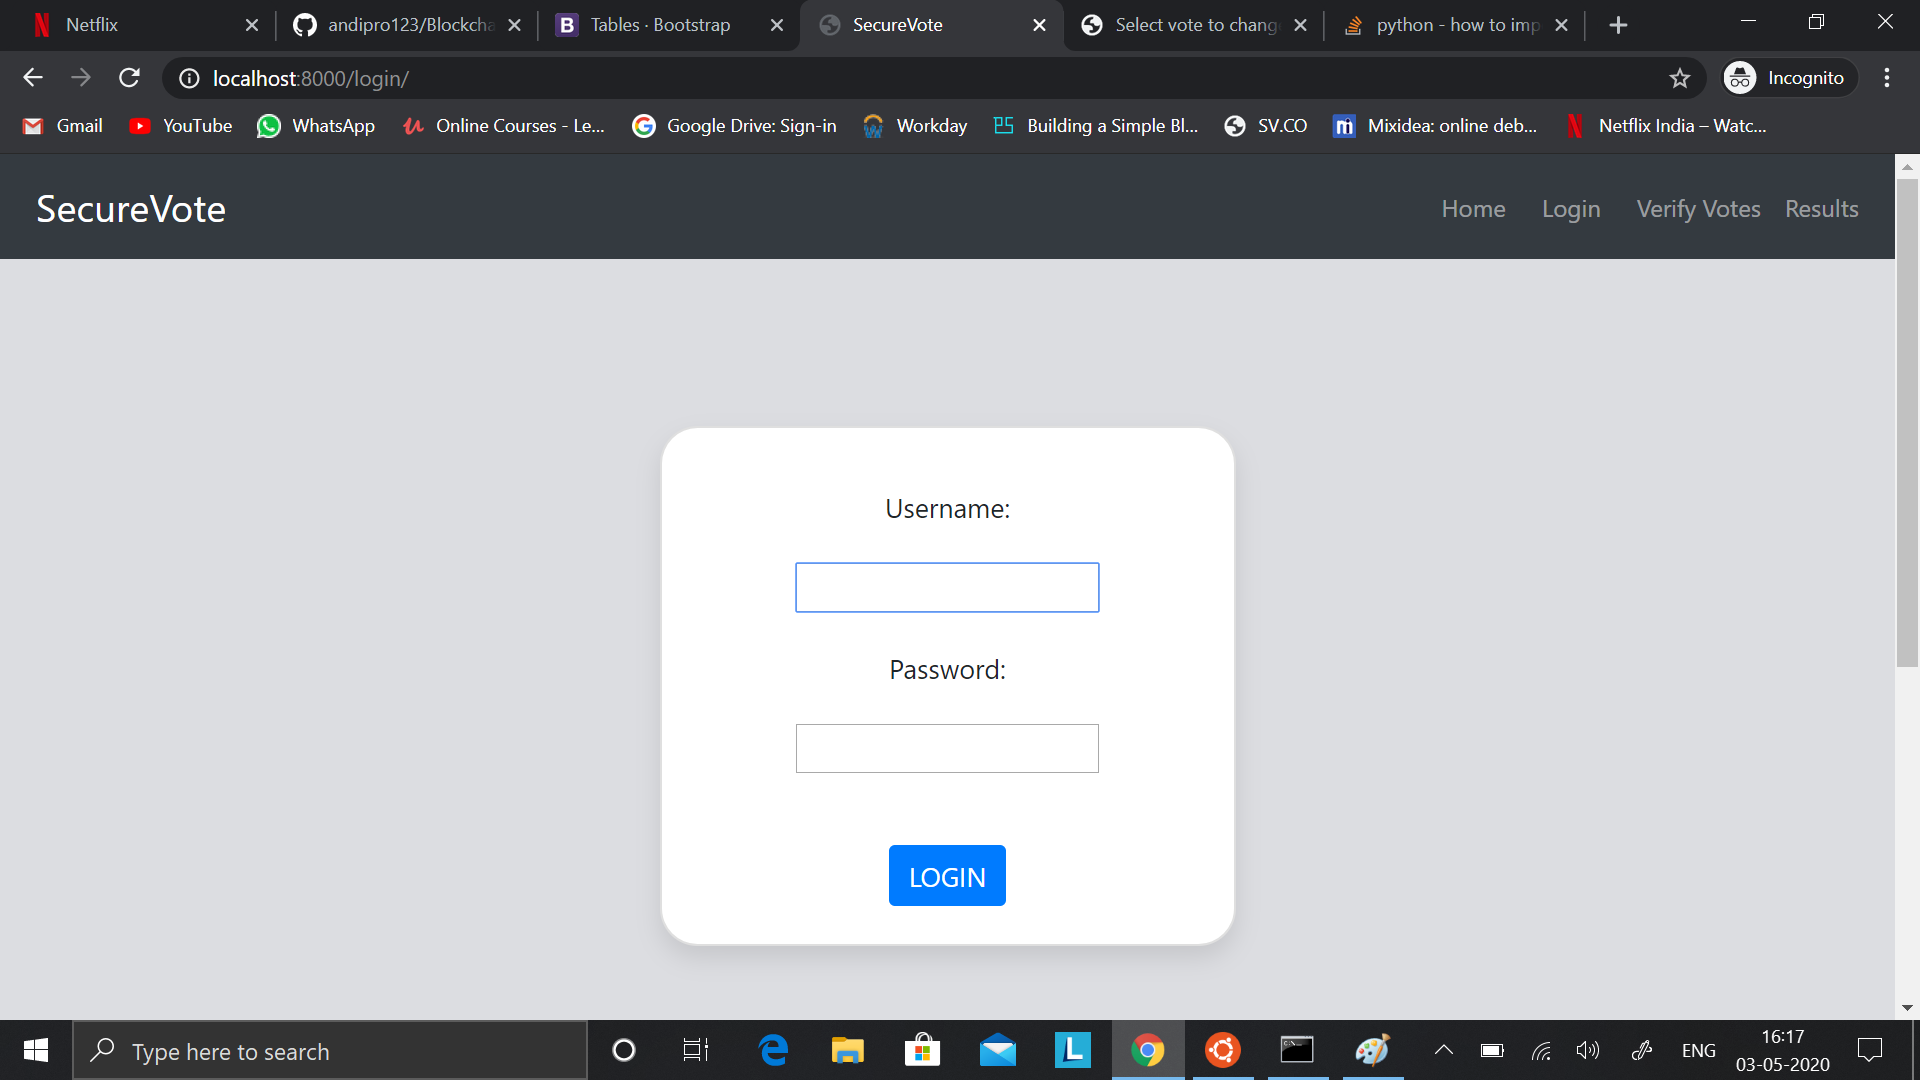 Netflix
andipro123/Blockcha
Tables · Bootstrap
SecureVote
Select vote to chang
python - how to imp
localhost:8000/login/
Incognito
Gmail
YouTube
WhatsApp
Online Courses - Le...
Google Drive: Sign-in
Workday
Building a Simple Bl...
SV.CO
Mixidea: online deb...
Netflix India – Watc...
SecureVote
Home
Login
Verify Votes
Results
Username:
Password:
LOGIN
Type here to search
ENG
16:17
03-05-2020